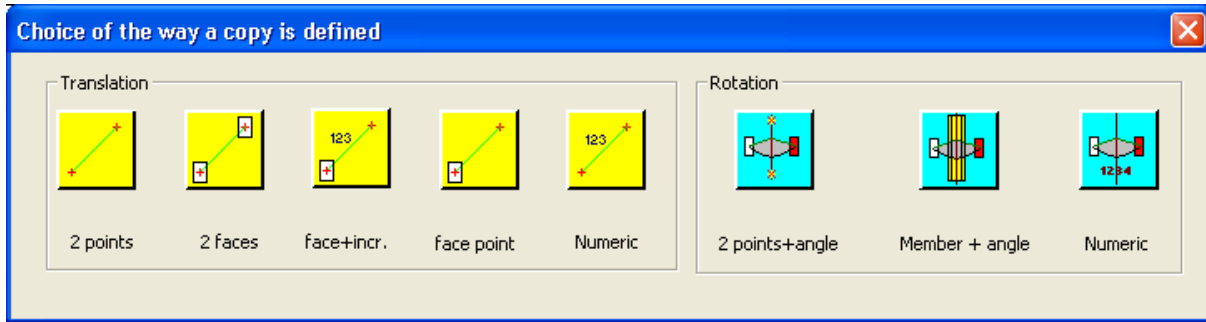 Choice of the way a copy is defined
Translation
Rotation
123
123
1234
2 points
2 faces
face+incr.
face point
Numeric
2 points+angle
Member + angle
Numeric